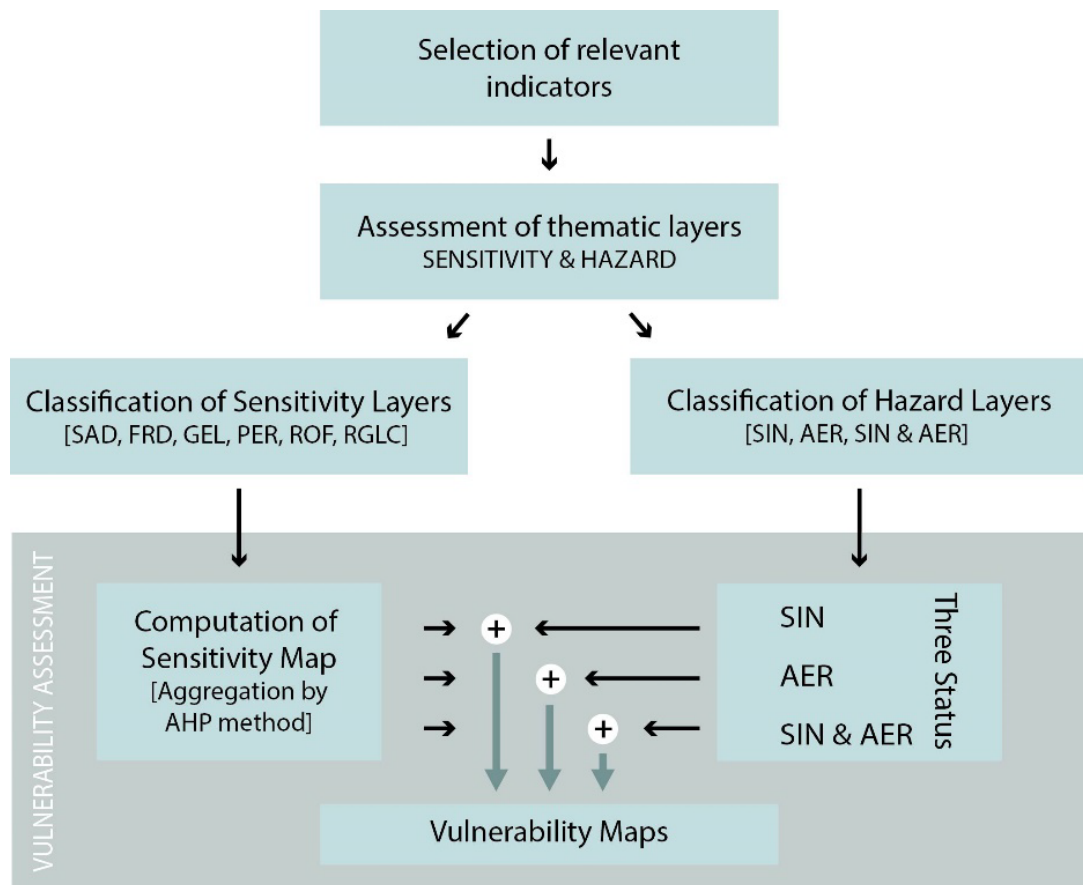 Selection of relevant
indicators
Assessment of thematic layers
SENSITIVITY & HAZARD
Classification of Sensitivity Layers
[SAD, FRD, GEL, PER, ROF, RGLC]
Classification of Hazard Layers
[SIN, AER, SIN & AER]
VULNERABILITY ASSESSMENT
Computation of
Sensitivity Map
[Aggregation by
AHP method]
+
+
+
SIN
AER
SIN & AER
Three Status
Vulnerability Maps